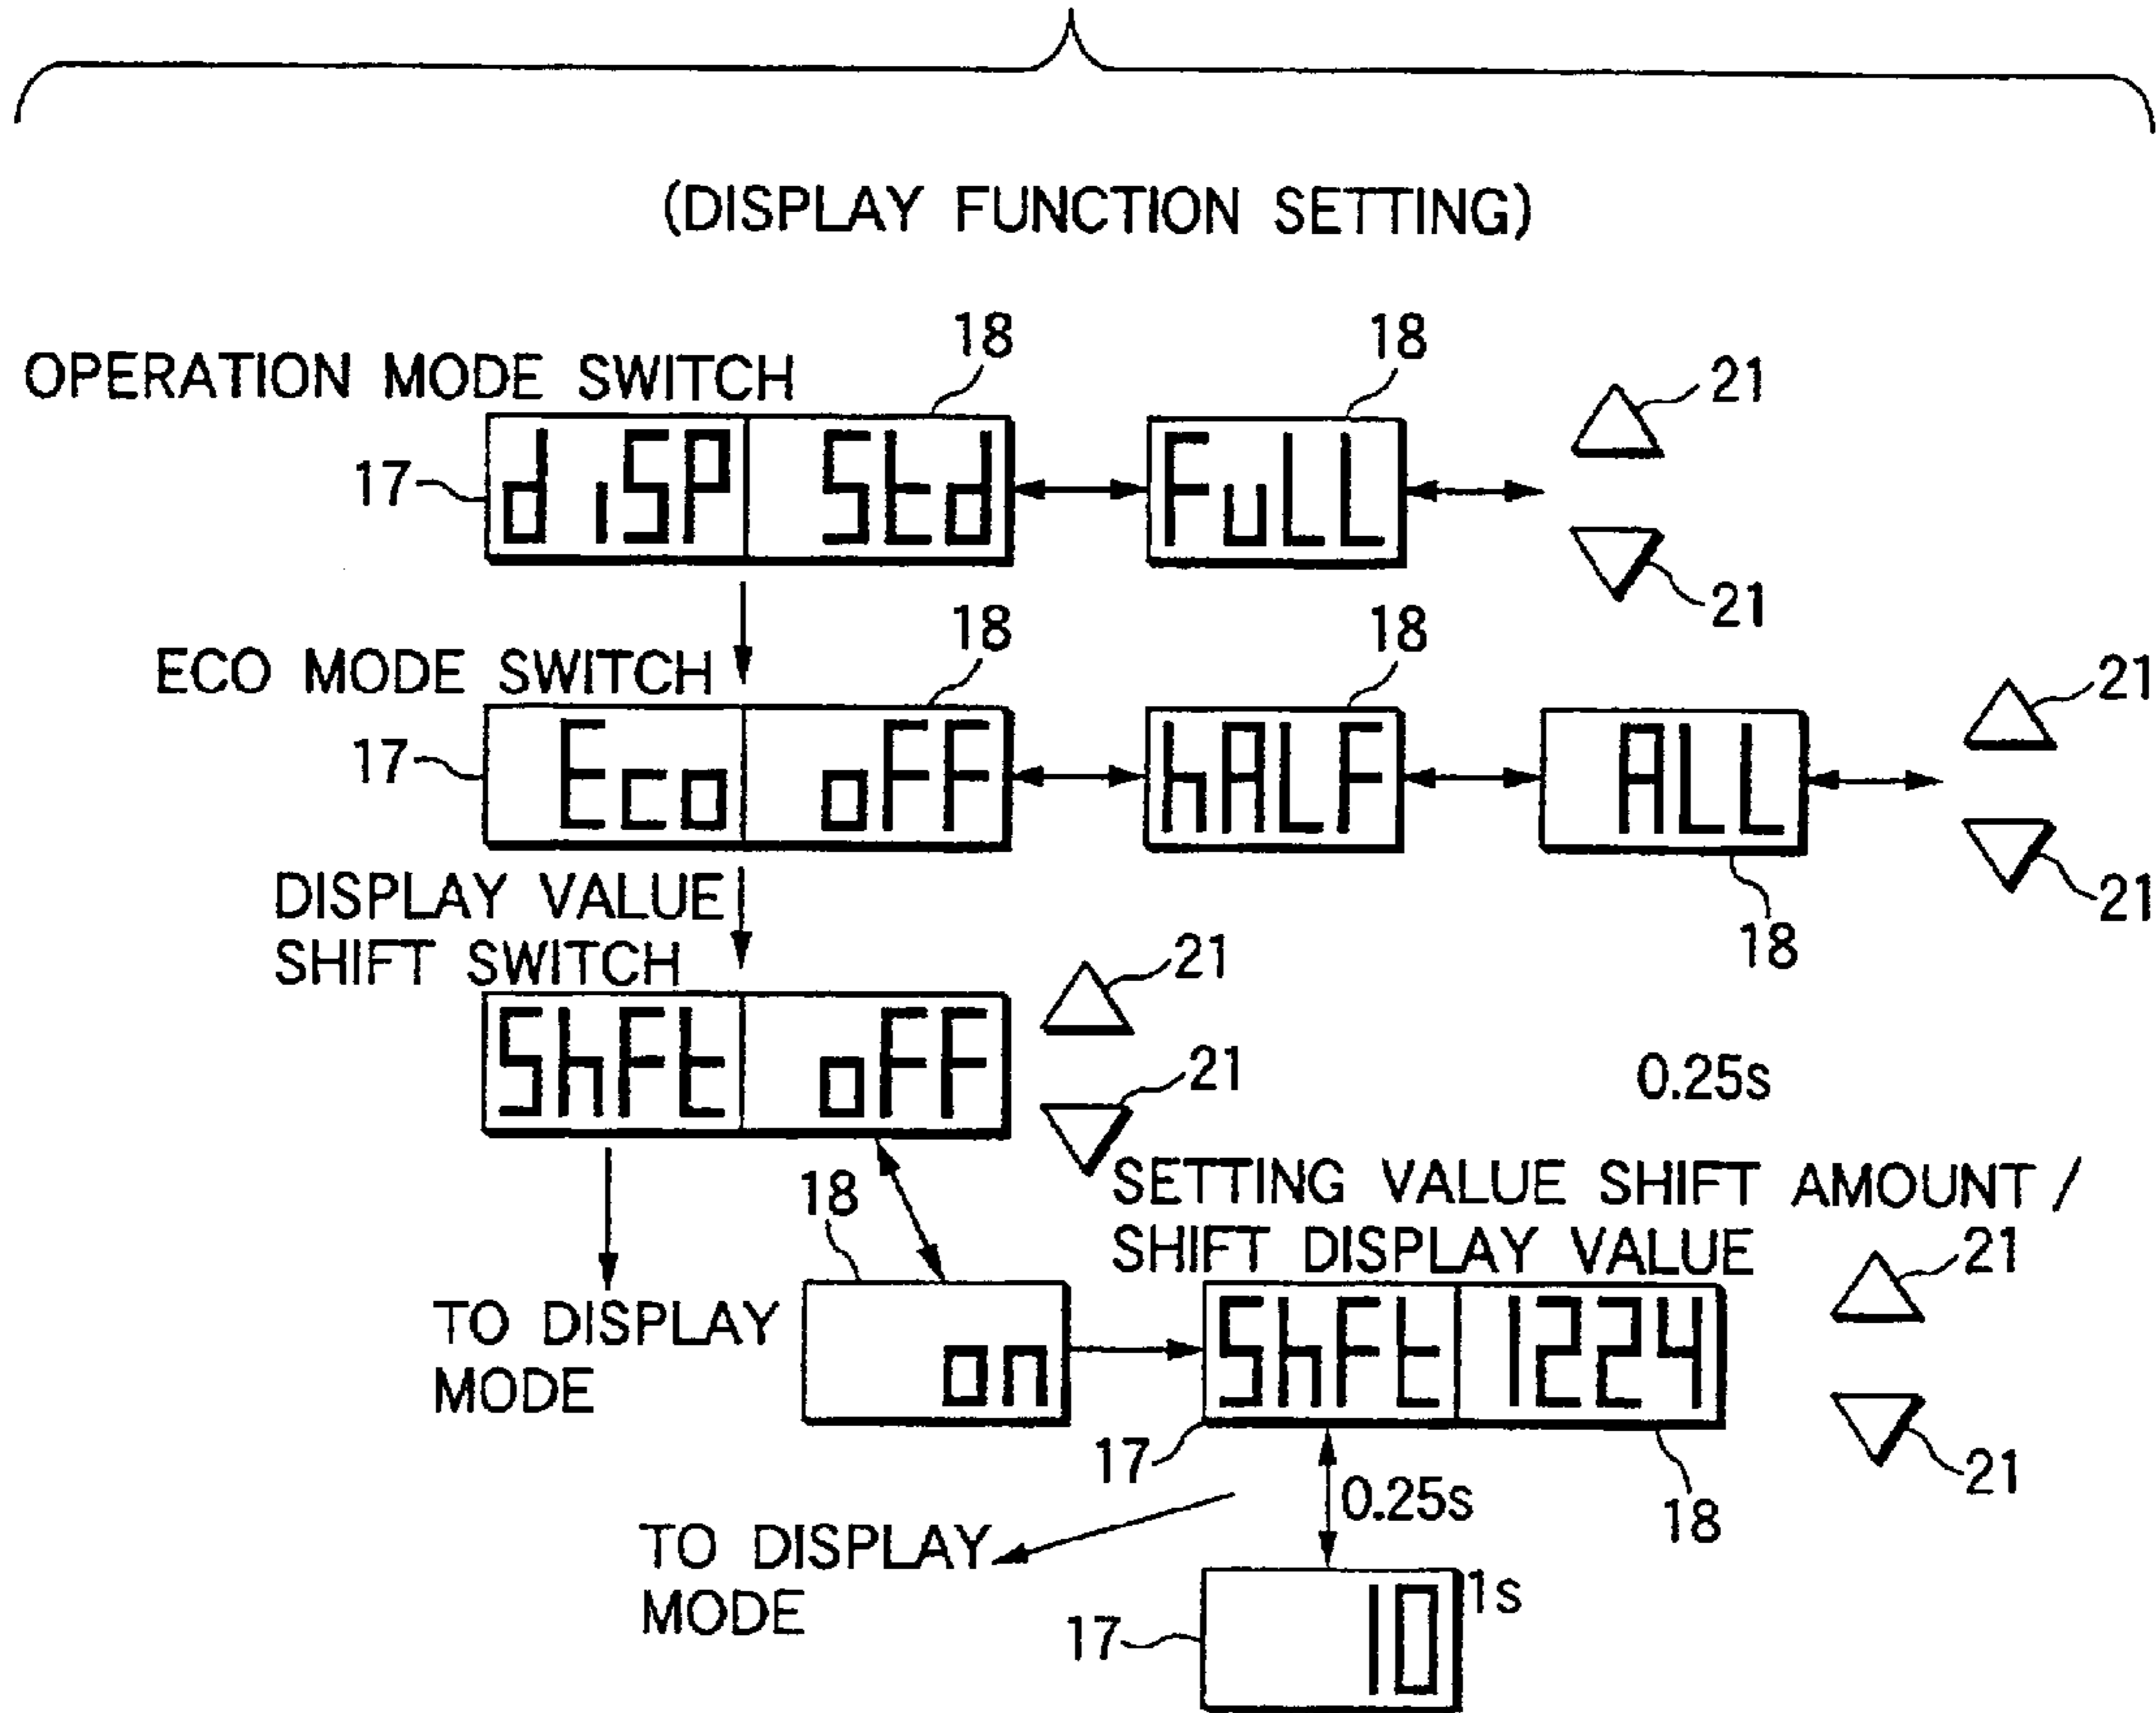 (DISPLAY FUNCTION SETTING)
OPERATION MODE SWITCH
18
18
21
17
diSP Std
FuLL
21
ECO MODE SWITCH
18
18
21
17
Eco oFF
hALF
ALL
21
18
DISPLAY VALUE
SHIFT SWITCH
21
ShFt oFF
21
0.25s
18
SETTING VALUE SHIFT AMOUNT /
SHIFT DISPLAY VALUE
21
TO DISPLAY
MODE
on
ShFt 1224
17
18
21
0.25s
TO DISPLAY
MODE
1s
17
10